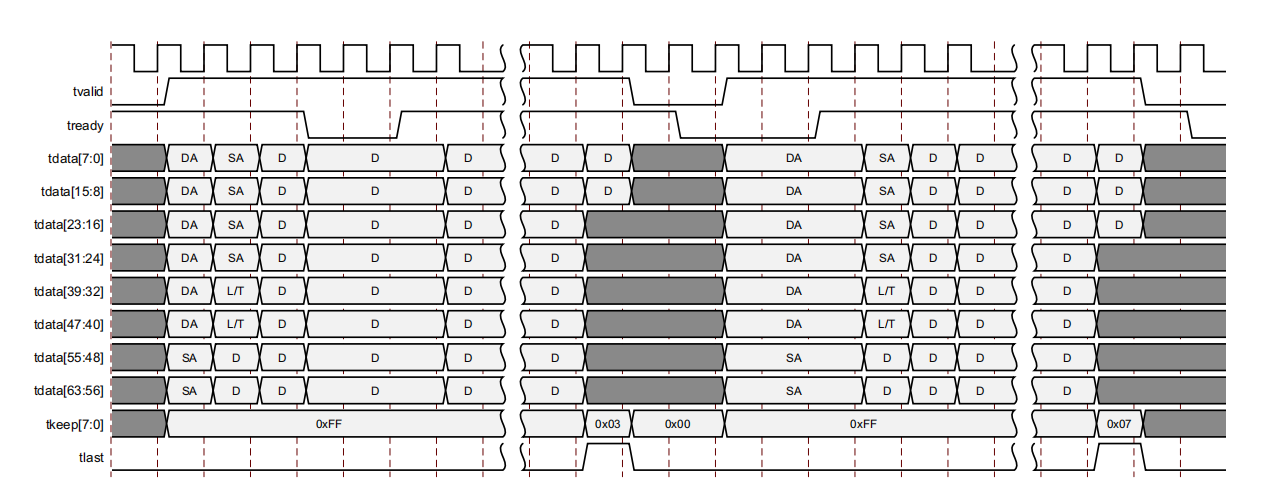 tvalid
tready
tdata[7:0] DA SA D D D D D DA SA D D D D
tdata[15:8] DA SA D D D D D DA SA D D D D
tdata[23:16] DA SA D D D D DA SA D D D D
tdata[31:24] DA SA D D D D DA SA D D D
tdata[39:32] DA L/T D D D D DA L/T D D D
tdata[47:40] DA L/T D D D D DA L/T D D D
tdata[55:48] SA D D D D D SA D D D D
tdata[63:56] SA D D D D D SA D D D D
tkeep[7:0] 0xFF 0x03 0x00 0xFF 0x07
tlast